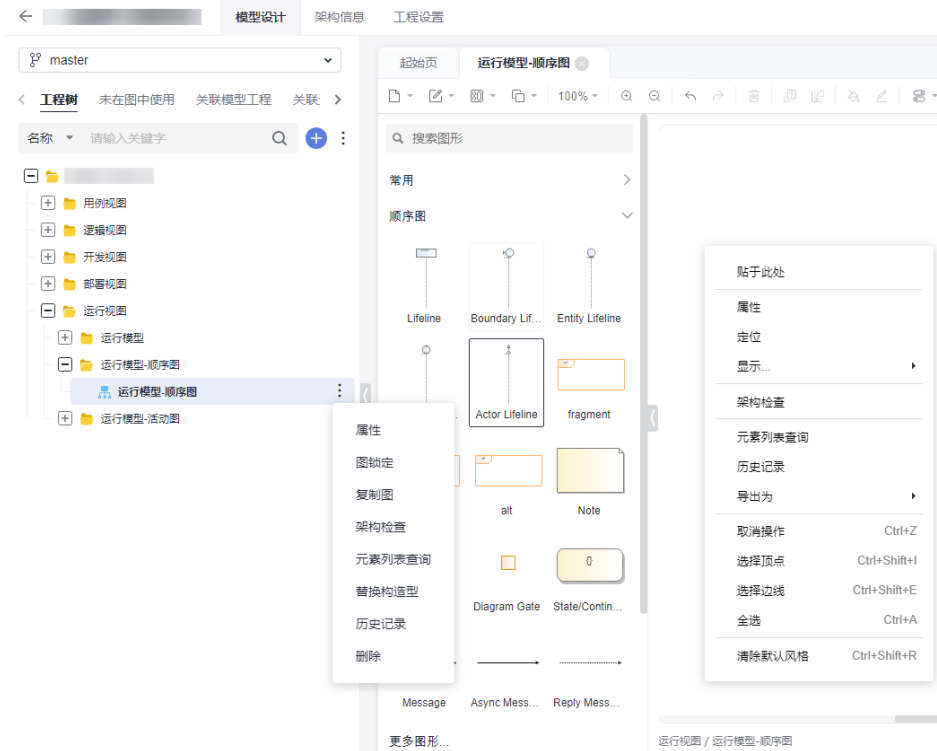 模型设计 架构信息 工程设置
master
工程树 未在图中使用 关联模型工程 关联
名称 请输入关键字
用例视图
逻辑视图
开发视图
部署视图
运行视图
运行模型
运行模型-顺序图
运行模型-顺序图
运行模型-活动图
属性
图锁定
复制图
架构检查
元素列表查询
替换构造型
历史记录
删除
起始页 运行模型-顺序图
100%
搜索图形
常用
顺序图
Lifeline Boundary Lif... Entity Lifeline
Actor Lifeline fragment
alt Note
Diagram Gate State/Contin...
Message Async Mess... Reply Mess...
更多图形...
贴于此处
属性
定位
显示...
架构检查
元素列表查询
历史记录
导出为
取消操作 Ctrl+Z
选择顶点 Ctrl+Shift+I
选择边线 Ctrl+Shift+E
全选 Ctrl+A
清除默认风格 Ctrl+Shift+R
运行视图 / 运行模型-顺序图